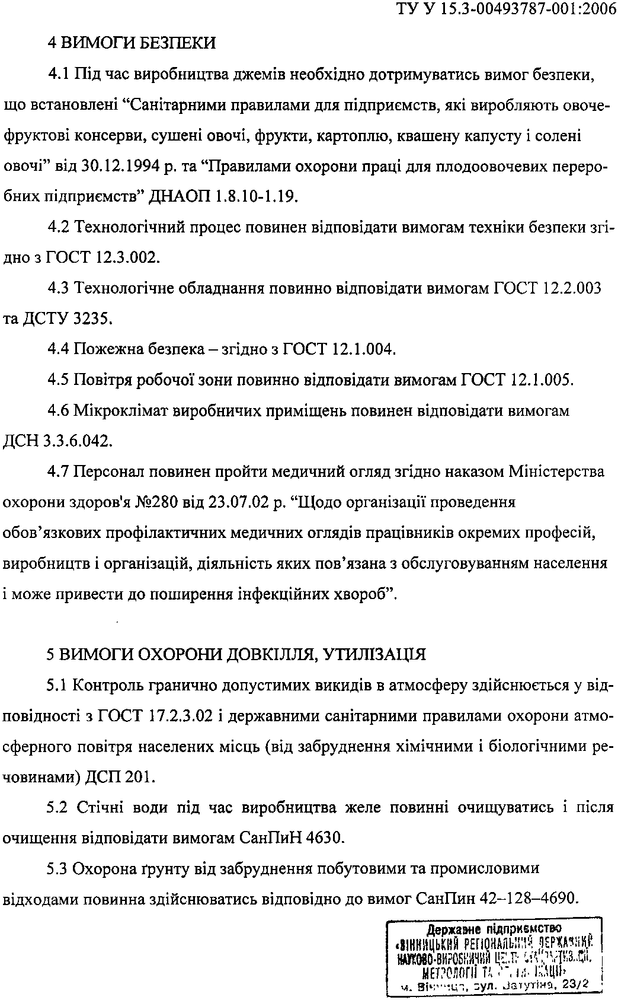 ТУ У 15.3-00493787-001:2006
4 ВИМОГИ БЕЗПЕКИ
4.1 Під час виробництва джемів необхідно дотримуватись вимог безпеки,
що встановлені “Санітарними правилами для підприємств, які виробляють овоче-
фруктові консерви, сушені овочі, фрукти, картоплю, квашену капусту і солені
овочі” від 30.12.1994 р. та “Правилами охорони праці для плодоовочевих переро-
бних підприємств” ДНАОП 1.8.10-1.19.
4.2 Технологічний процес повинен відповідати вимогам техніки безпеки згі-
дно з ГОСТ 12.3.002.
4.3 Технологічне обладнання повинно відповідати вимогам ГОСТ 12.2.003
та ДСТУ 3235.
4.4 Пожежна безпека – згідно з ГОСТ 12.1.004.
4.5 Повітря робочої зони повинно відповідати вимогам ГОСТ 12.1.005.
4.6 Мікроклімат виробничих приміщень повинен відповідати вимогам
ДСН 3.3.6.042.
4.7 Персонал повинен пройти медичний огляд згідно наказом Міністерства
охорони здоров'я №280 від 23.07.02 р. “Щодо організації проведення
обов’язкових профілактичних медичних оглядів працівників окремих професій,
виробництв і організацій, діяльність яких пов’язана з обслуговуванням населення
і може привести до поширення інфекційних хвороб”.
5 ВИМОГИ ОХОРОНИ ДОВКІЛЛЯ, УТИЛІЗАЦІЯ
5.1 Контроль гранично допустимих викидів в атмосферу здійснюється у від-
повідності з ГОСТ 17.2.3.02 і державними санітарними правилами охорони атмо-
сферного повітря населених місць (від забруднення хімічними і біологічними ре-
човинами) ДСП 201.
5.2 Стічні води під час виробництва желе повинні очищуватись і після
очищення відповідати вимогам СанПиН 4630.
5.3 Охорона ґрунту від забруднення побутовими та промисловими
відходами повинна здійснюватись відповідно до вимог СанПин 42–128–4690.
Державне підприємство
«ВІННИЦЬКИЙ РЕГІОНАЛЬНИЙ ДЕРЖАВНИЙ
НАУКОВО-ВИРОБНИЧИЙ
МЕТРОЛОГІЇ ТА
м. Вінниця, вул. Ватутіна, 23/2